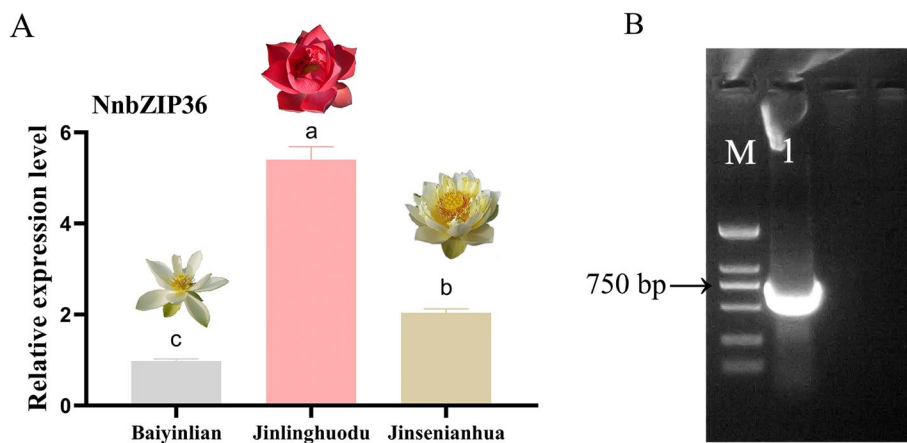 A
NnbZIP36
Relative expression level
6
4
2
0
a
b
c
Baiyinlian
Jinlinghuodu
Jinsenianhua
B
M
1
750 bp